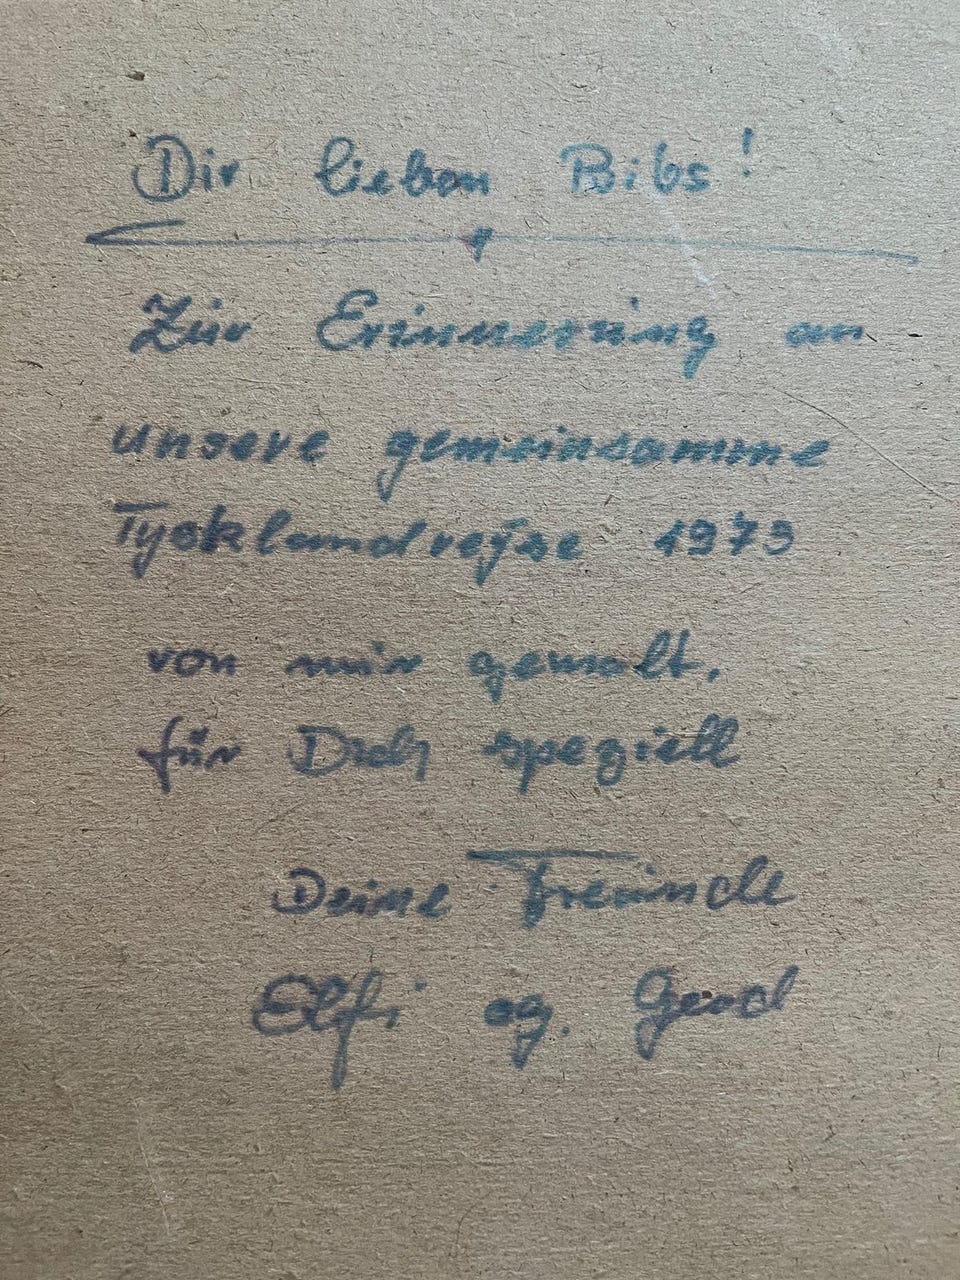 Dir lieben Bibs!
Zur Erinnerung an
unsere gemeinsamme
Tysklandreÿse 1973
von mir gemalt.
für Dich speziell
Deine Freunde
Elfi og. Gerd